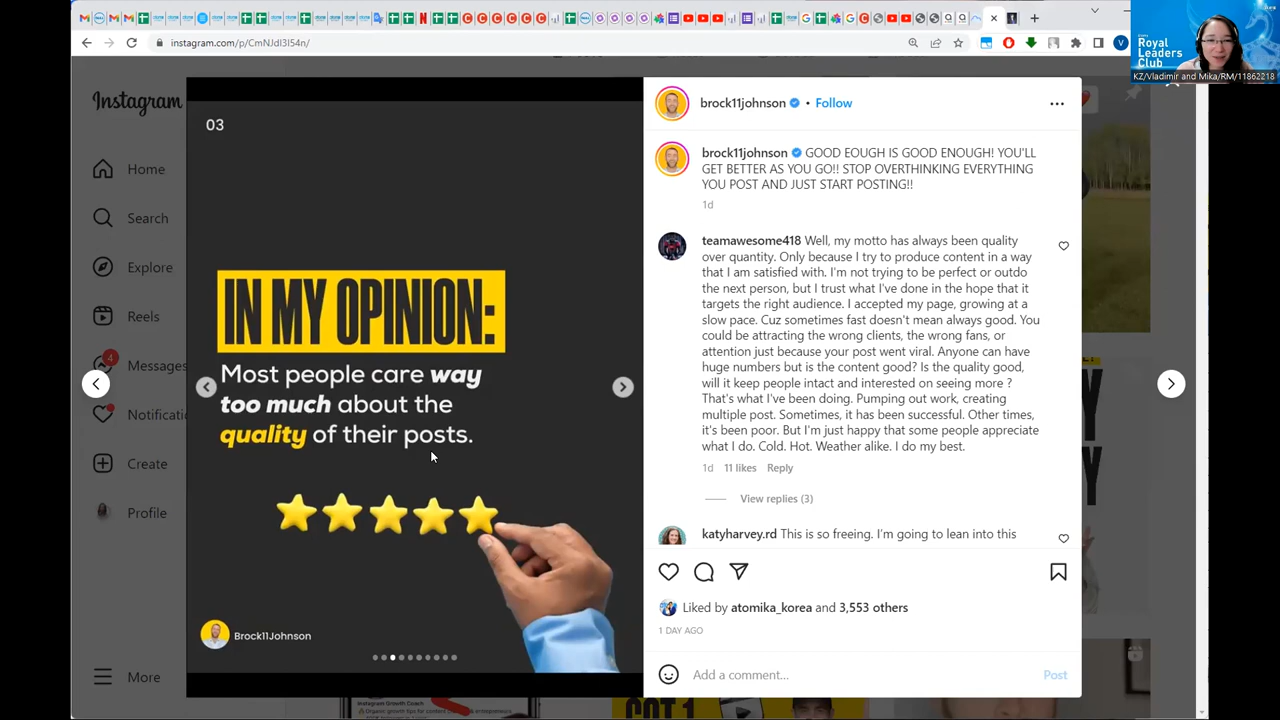 instagram.com/p/CmNJdl3I54n/
Royal
Leaders
Club
KZ/Vladimir and Mika/RM/11862218
Instagram
Home
Search
Explore
Reels
4
Messages
Notificatio
Create
Profile
More
03
IN MY OPINION:
Most people care way
too much about the
quality of their posts.
Brock11Johnson
brock11johnson • Follow
brock11johnson GOOD EOUGH IS GOOD ENOUGH! YOU'LL
GET BETTER AS YOU GO!! STOP OVERTHINKING EVERYTHING
YOU POST AND JUST START POSTING!!
1d
teamawesome418 Well, my motto has always been quality
over quantity. Only because I try to produce content in a way
that I am satisfied with. I'm not trying to be perfect or outdo
the next person, but I trust what I've done in the hope that it
targets the right audience. I accepted my page, growing at a
slow pace. Cuz sometimes fast doesn't mean always good. You
could be attracting the wrong clients, the wrong fans, or
attention just because your post went viral. Anyone can have
huge numbers but is the content good? Is the quality good,
will it keep people intact and interested on seeing more ?
That's what I've been doing. Pumping out work, creating
multiple post. Sometimes, it has been successful. Other times,
it's been poor. But I'm just happy that some people appreciate
what I do. Cold. Hot. Weather alike. I do my best.
1d 11 likes Reply
View replies (3)
katyharvey.rd This is so freeing. I'm going to lean into this
Liked by atomika_korea and 3,553 others
1 DAY AGO
Add a comment...
Post